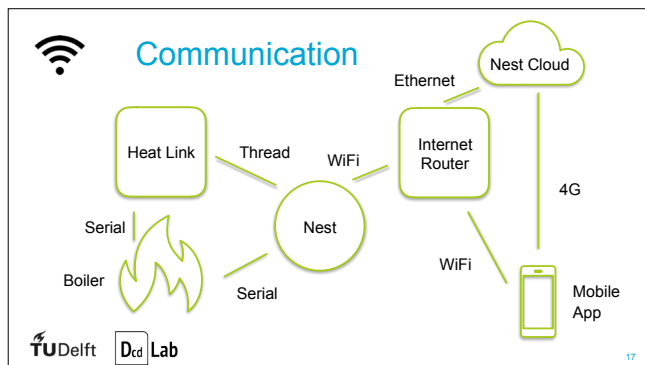 Communication
Nest Cloud
Ethernet
Heat Link
Thread
WiFi
Internet
Router
4G
Serial
Nest
Boiler
Serial
WiFi
Mobile
App
TUDelft
Dcd Lab
17